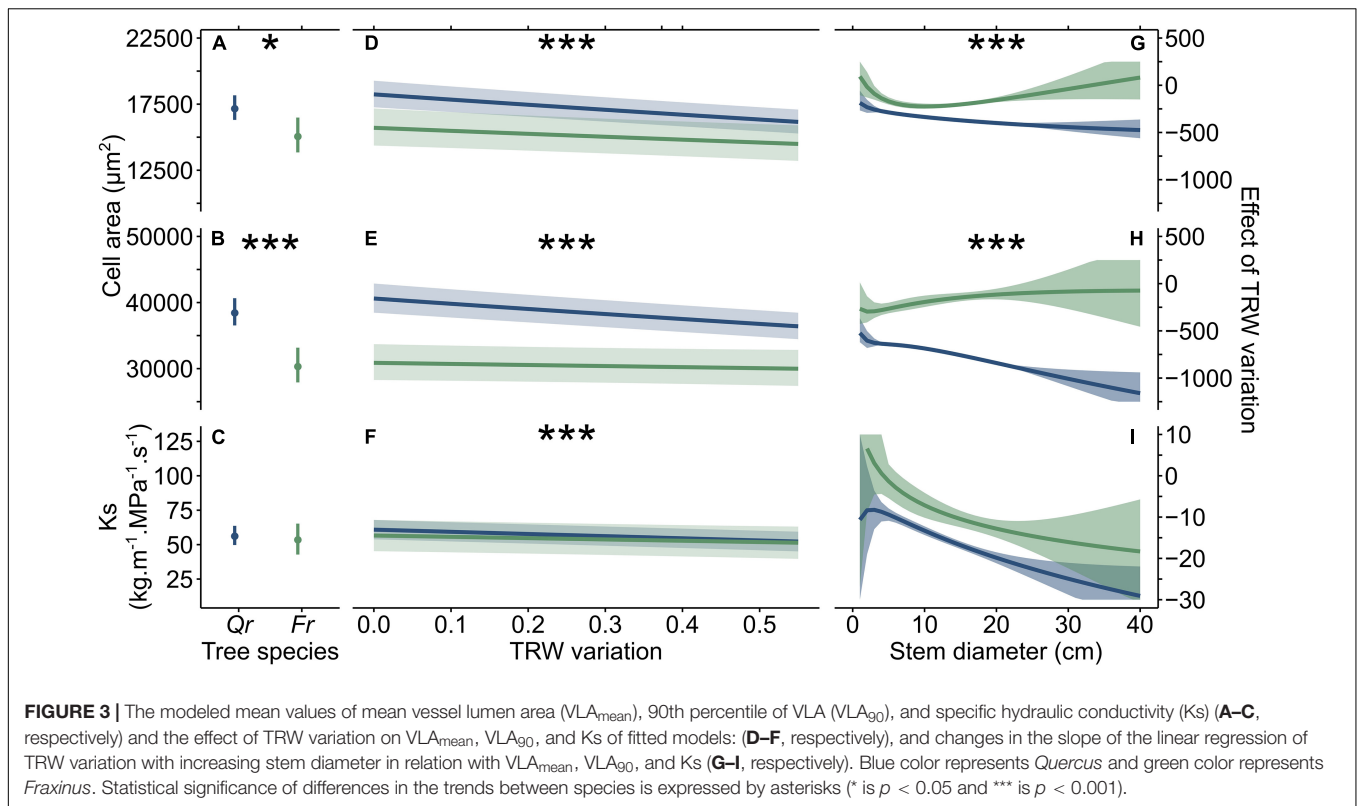 A
*
D
***
***
G
22500
17500
12500
500
0
−500
−1000
B
***
E
***
***
H
50000
40000
30000
500
0
−500
−1000
Cell area (µm²)
Effect of TRW variation
C
F
***
I
125
100
75
50
25
10
0
−10
−20
−30
Ks
(kg.m⁻¹.MPa⁻¹.s⁻¹)
Qr Fr
Tree species
0.0 0.1 0.2 0.3 0.4 0.5
TRW variation
0 10 20 30 40
Stem diameter (cm)
FIGURE 3 | The modeled mean values of mean vessel lumen area (VLAmean), 90th percentile of VLA (VLA90), and specific hydraulic conductivity (Ks) (A–C,
respectively) and the effect of TRW variation on VLAmean, VLA90, and Ks of fitted models: (D–F, respectively), and changes in the slope of the linear regression of
TRW variation with increasing stem diameter in relation with VLAmean, VLA90, and Ks (G–I, respectively). Blue color represents Quercus and green color represents
Fraxinus. Statistical significance of differences in the trends between species is expressed by asterisks (* is p < 0.05 and *** is p < 0.001).